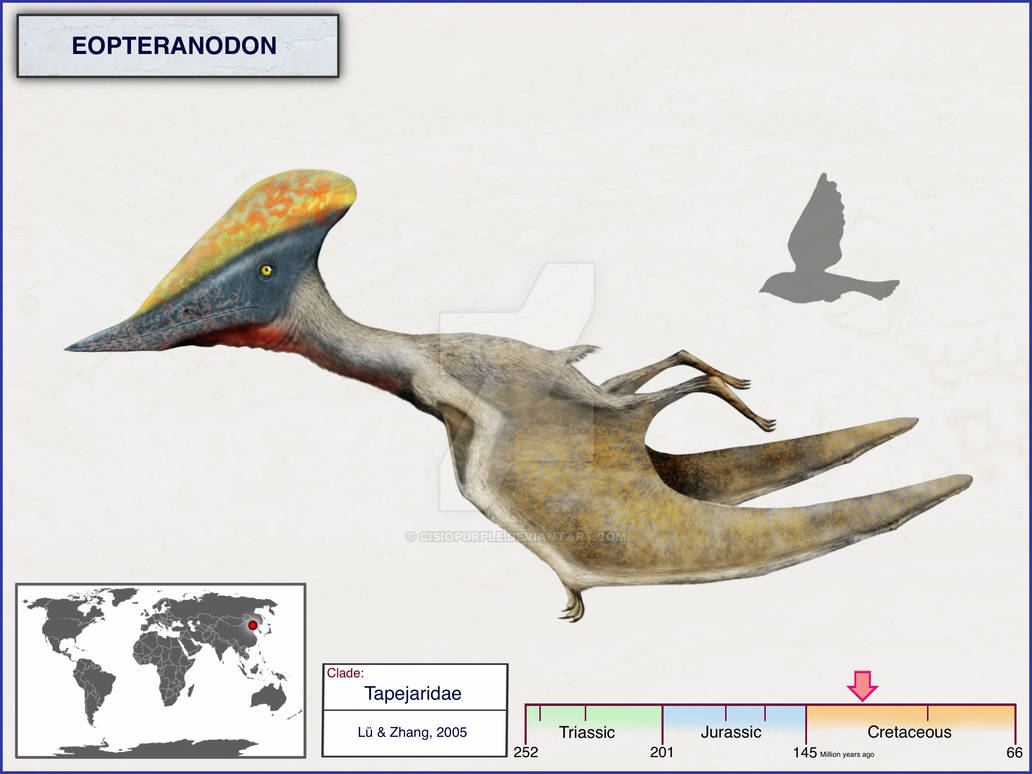 EOPTERANODON
© CISIOPURPLE.DEVIANTART.COM
Clade:
Tapejaridae
Lü & Zhang, 2005
Triassic Jurassic Cretaceous
252 201 145 Million years ago 66